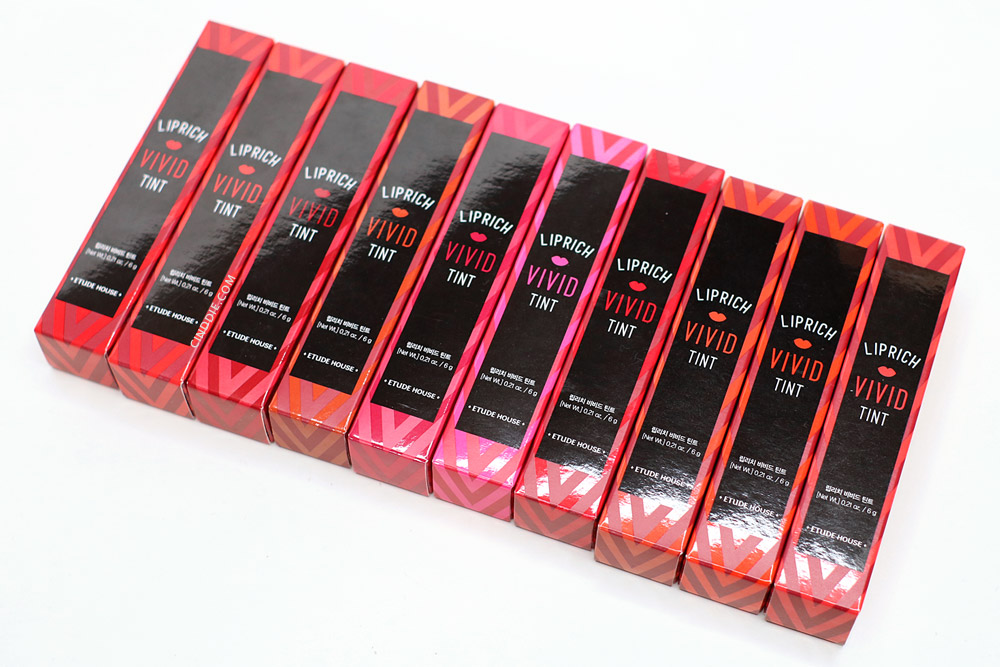 LIPRICH
VIVID
TINT
립리치 비비드 틴트
[Net Wt.] 0.21 oz. / 6 g
• ETUDE HOUSE •
LIPRICH
VIVID
TINT
립리치 비비드 틴트
[Net Wt.] 0.21 oz. / 6 g
• ETUDE HOUSE •
CINDDIE.COM
LIPRICH
VIVID
TINT
립리치 비비드 틴트
[Net Wt.] 0.21 oz. / 6 g
• ETUDE HOUSE •
LIPRICH
VIVID
TINT
립리치 비비드 틴트
[Net Wt.] 0.21 oz. / 6 g
• ETUDE HOUSE •
LIPRICH
VIVID
TINT
립리치 비비드 틴트
[Net Wt.] 0.21 oz. / 6 g
• ETUDE HOUSE •
LIPRICH
VIVID
TINT
립리치 비비드 틴트
[Net Wt.] 0.21 oz. / 6 g
• ETUDE HOUSE •
LIPRICH
VIVID
TINT
립리치 비비드 틴트
[Net Wt.] 0.21 oz. / 6 g
• ETUDE HOUSE •
LIPRICH
VIVID
TINT
립리치 비비드 틴트
[Net Wt.] 0.21 oz. / 6 g
• ETUDE HOUSE •
LIPRICH
VIVID
TINT
립리치 비비드 틴트
[Net Wt.] 0.21 oz. / 6 g
• ETUDE HOUSE •
LIPRICH
VIVID
TINT
립리치 비비드 틴트
[Net Wt.] 0.21 oz. / 6 g
• ETUDE HOUSE •